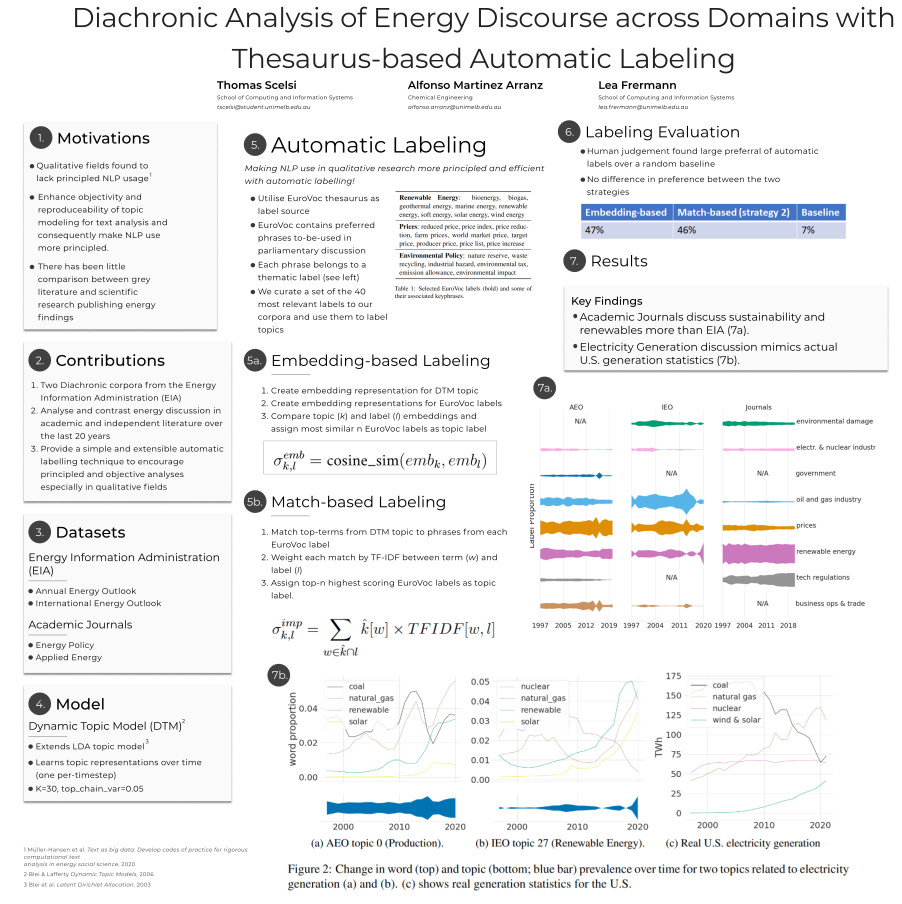 Diachronic Analysis of Energy Discourse across Domains with
Thesaurus-based Automatic Labeling
Thomas Scelsi
School of Computing and Information Systems
tscelsi@student.unimelb.edu.au
Alfonso Martinez Arranz
Chemical Engineering
alfonso.arranz@unimelb.edu.au
Lea Frermann
School of Computing and Information Systems
lea.frermann@unimelb.edu.au
1. Motivations
● Qualitative fields found to
lack principled NLP usage1
● Enhance objectivity and
reproduceability of topic
modeling for text analysis and
consequently make NLP use
more principled.
● There has been little
comparison between grey
literature and scientific
research publishing energy
findings
2. Contributions
1. Two Diachronic corpora from the Energy
Information Administration (EIA)
2. Analyse and contrast energy discussion in
academic and independent literature over
the last 20 years
3. Provide a simple and extensible automatic
labelling technique to encourage
principled and objective analyses
especially in qualitative fields
3. Datasets
Energy Information Administration
(EIA)
● Annual Energy Outlook
● International Energy Outlook
Academic Journals
● Energy Policy
● Applied Energy
4. Model
Dynamic Topic Model (DTM)2
● Extends LDA topic model3
● Learns topic representations over time
(one per-timestep)
● K=30, top_chain_var=0.05
1 Müller-Hansen et al. Text as big data: Develop codes of practice for rigorous
computational text
analysis in energy social science, 2020
2 Blei & Lafferty Dynamic Topic Models, 2006
3 Blei et al. Latent Dirichlet Allocation, 2003
5. Automatic Labeling
Making NLP use in qualitative research more principled and efficient
with automatic labelling!
● Utilise EuroVoc thesaurus as
label source
● EuroVoc contains preferred
phrases to-be-used in
parliamentary discussion
● Each phrase belongs to a
thematic label (see left)
● We curate a set of the 40
most relevant labels to our
corpora and use them to label
topics
Renewable Energy: bioenergy, biogas,
geothermal energy, marine energy, renewable
energy, soft energy, solar energy, wind energy
Prices: reduced price, price index, price reduc-
tion, farm prices, world market price, target
price, producer price, price list, price increase
Environmental Policy: nature reserve, waste
recycling, industrial hazard, environmental tax,
emission allowance, environmental impact
Table 1: Selected EuroVoc labels (bold) and some of
their associated keyphrases.
5a. Embedding-based Labeling
1. Create embedding representation for DTM topic
2. Create embedding representations for EuroVoc labels
3. Compare topic (k) and label (l) embeddings and
assign most similar n EuroVoc labels as topic label
σ_{k,l}^{emb} = cosine_sim(emb_k, emb_l)
5b. Match-based Labeling
1. Match top-terms from DTM topic to phrases from each
EuroVoc label
2. Weight each match by TF-IDF between term (w) and
label (l)
3. Assign top-n highest scoring EuroVoc labels as topic
label.
σ_{k,l}^{imp} = ∑_{w∈k̂∩l} k̂[w] × TFIDF[w, l]
6. Labeling Evaluation
● Human judgement found large preferral of automatic
labels over a random baseline
● No difference in preference between the two
strategies
Embedding-based Match-based (strategy 2) Baseline
47% 46% 7%
7. Results
Key Findings
● Academic Journals discuss sustainability and
renewables more than EIA (7a).
● Electricity Generation discussion mimics actual
U.S. generation statistics (7b).
7a.
AEO IEO Journals
N/A environmental damage
electr. & nuclear industr
N/A government
oil and gas industry
prices
renewable energy
N/A tech regulations
N/A business ops & trade
Label Proportion
1997 2005 2012 2019 1997 2004 2011 2020 1997 2004 2011 2018
7b.
word proportion
0.04
0.02
0.00
coal
natural_gas
renewable
solar
2000 2010 2020
(a) AEO topic 0 (Production).
0.05
0.04
0.03
0.02
0.01
0.00
nuclear
natural_gas
renewable
solar
2000 2010 2020
(b) IEO topic 27 (Renewable Energy).
TWh
175
150
125
100
75
50
25
0
coal
natural gas
nuclear
wind & solar
2000 2010 2020
(c) Real U.S. electricity generation
Figure 2: Change in word (top) and topic (bottom; blue bar) prevalence over time for two topics related to electricity
generation (a) and (b). (c) shows real generation statistics for the U.S.